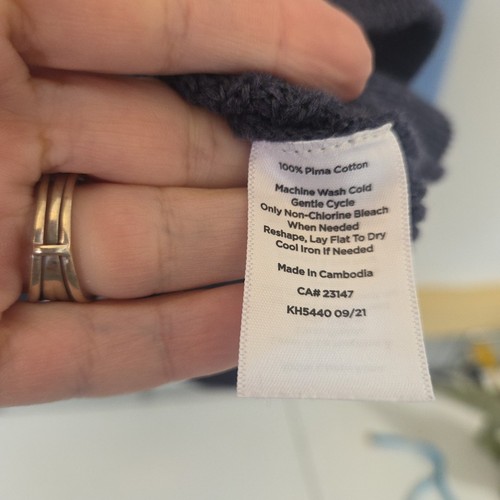 100% Pima Cotton
Machine Wash Cold
Gentle Cycle
Only Non-Chlorine Bleach
When Needed
Reshape, Lay Flat To Dry
Cool Iron If Needed
Made In Cambodia
CA# 23147
KH5440 09/21